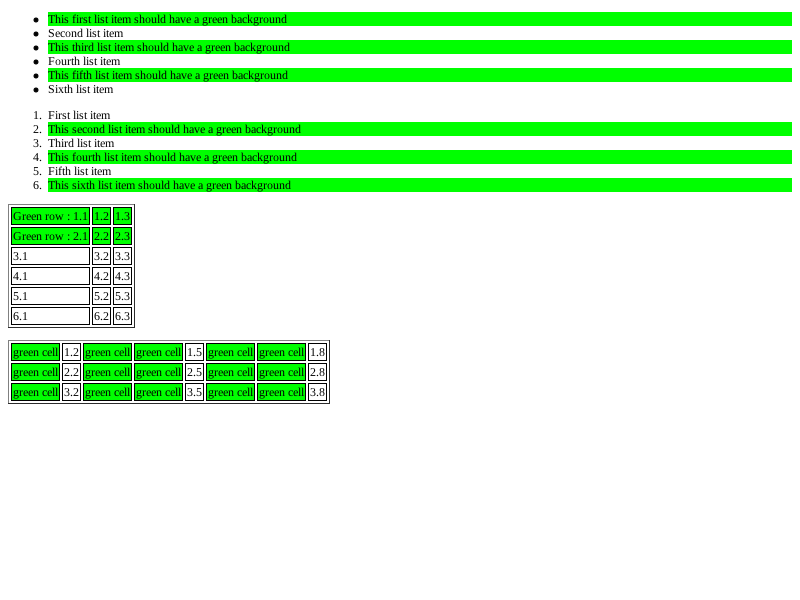 • This first list item should have a green background
• Second list item
• This third list item should have a green background
• Fourth list item
• This fifth list item should have a green background
• Sixth list item
1. First list item
2. This second list item should have a green background
3. Third list item
4. This fourth list item should have a green background
5. Fifth list item
6. This sixth list item should have a green background
Green row : 1.1 1.2 1.3
Green row : 2.1 2.2 2.3
3.1 3.2 3.3
4.1 4.2 4.3
5.1 5.2 5.3
6.1 6.2 6.3
green cell 1.2 green cell green cell 1.5 green cell green cell 1.8
green cell 2.2 green cell green cell 2.5 green cell green cell 2.8
green cell 3.2 green cell green cell 3.5 green cell green cell 3.8